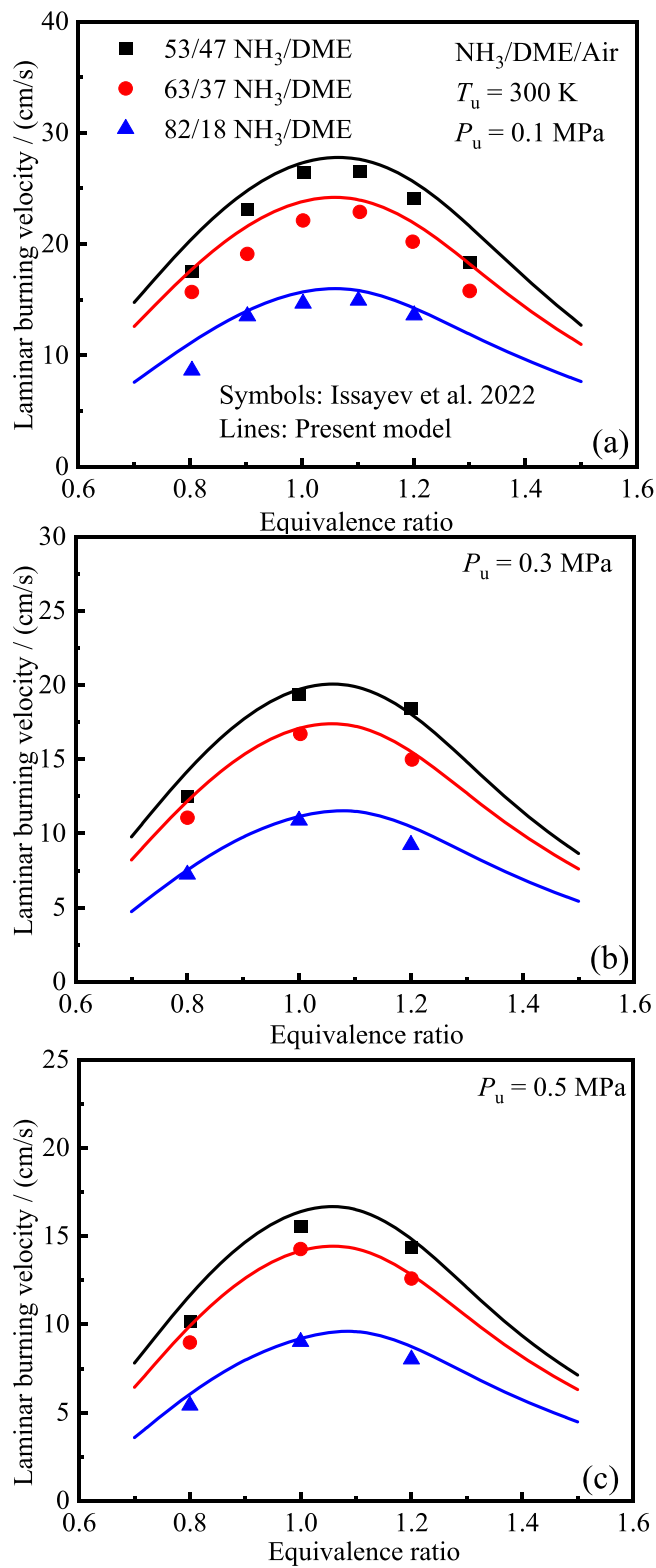 53/47 NH₃/DME
63/37 NH₃/DME
82/18 NH₃/DME
NH₃/DME/Air
Tᵤ = 300 K
Pᵤ = 0.1 MPa
Laminar burning velocity / (cm/s)
40
30
20
10
0
Symbols: Issayev et al. 2022
Lines: Present model
(a)
0.6 0.8 1.0 1.2 1.4 1.6
Equivalence ratio
Pᵤ = 0.3 MPa
Laminar burning velocity / (cm/s)
30
25
20
15
10
5
0
(b)
0.6 0.8 1.0 1.2 1.4 1.6
Equivalence ratio
Pᵤ = 0.5 MPa
Laminar burning velocity / (cm/s)
25
20
15
10
5
0
(c)
0.6 0.8 1.0 1.2 1.4 1.6
Equivalence ratio